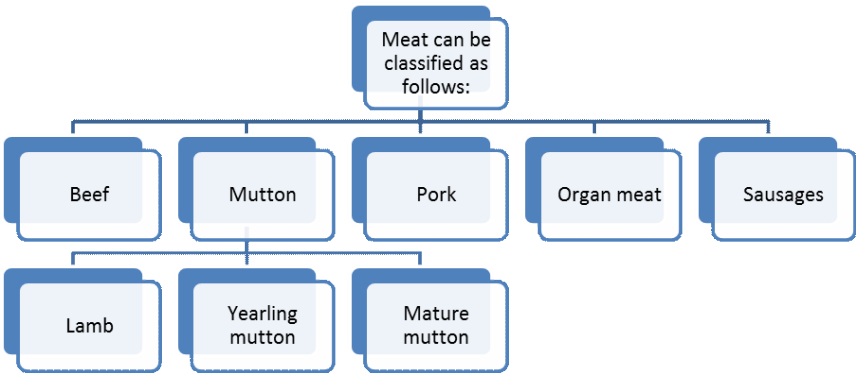 Meat can be
classified as
follows:
Beef
Mutton
Pork
Organ meat
Sausages
Lamb
Yearling
mutton
Mature
mutton